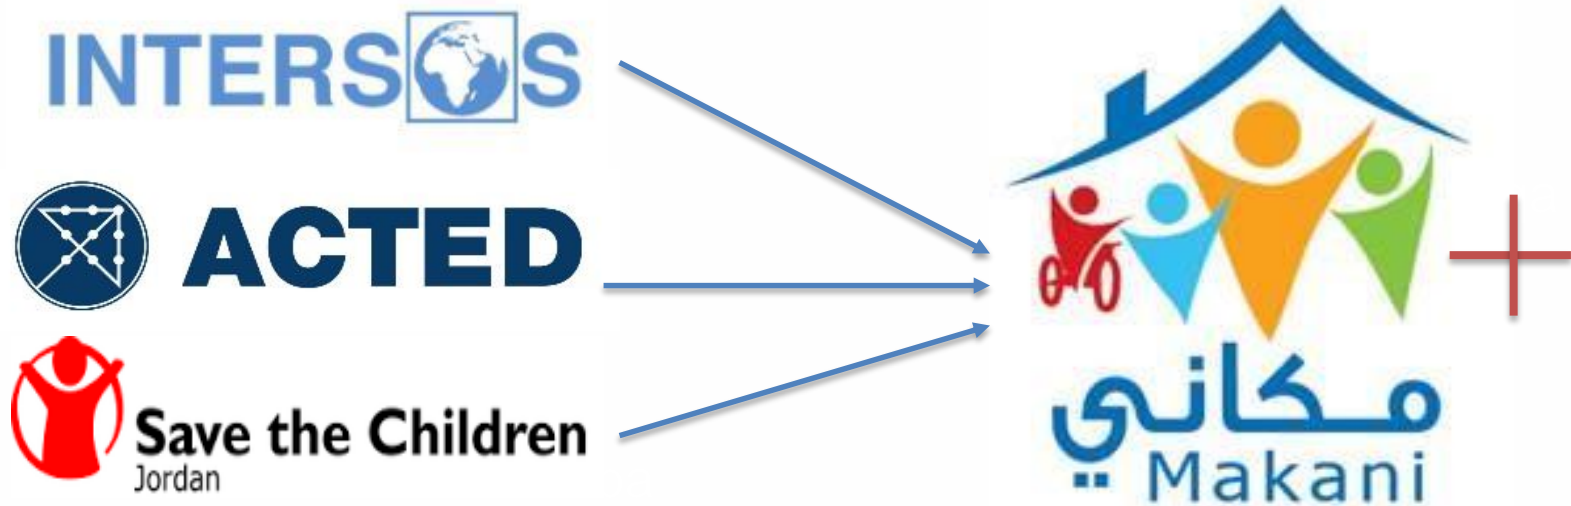 INTERSOS
ACTED
Save the Children
Jordan
مكاني
Makani